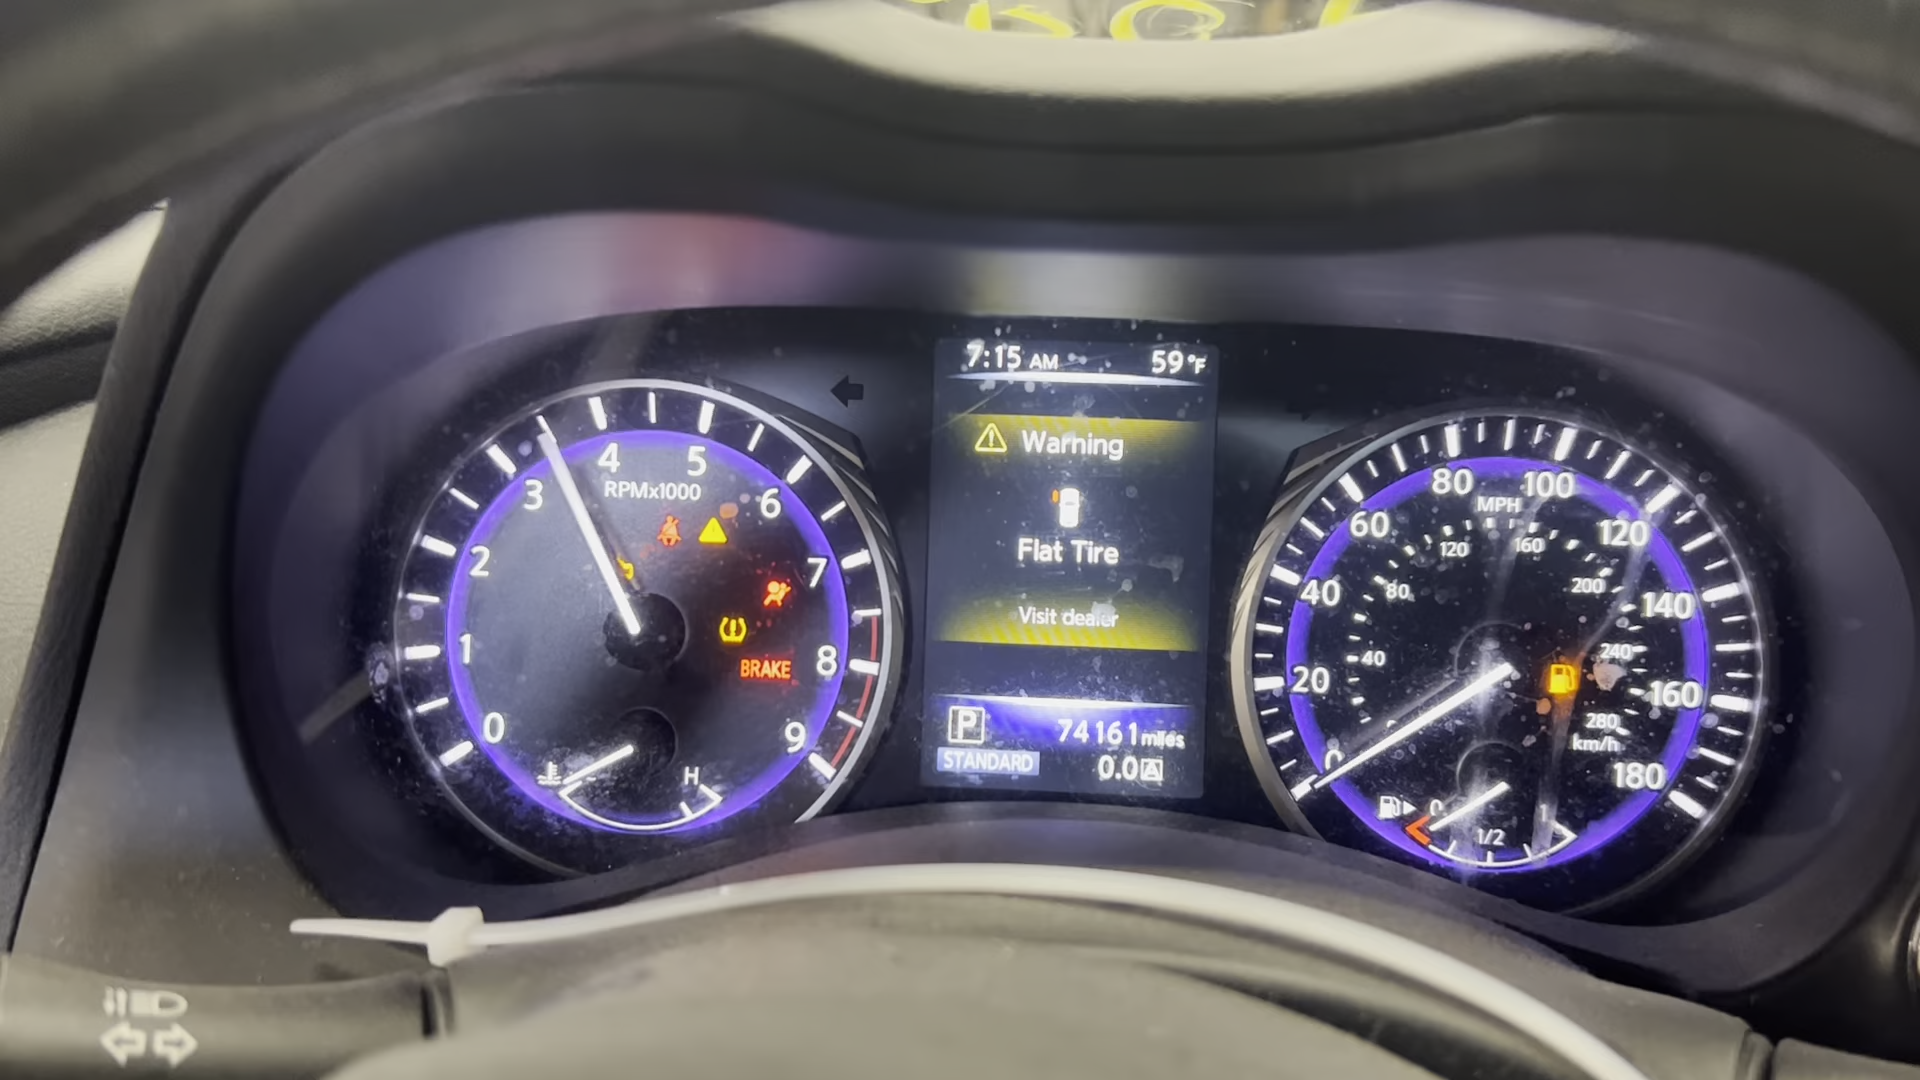 7:15 AM 59°F
Warning
Flat Tire
Visit dealer
P 74161 miles
STANDARD 0.0 A
0 1 2 3 4 5 6 7 8 9
RPMx1000
BRAKE
H
0 20 40 60 80 100 120 140 160 180
MPH
40 80 120 160 200 240 280
km/h
0 1/2 1